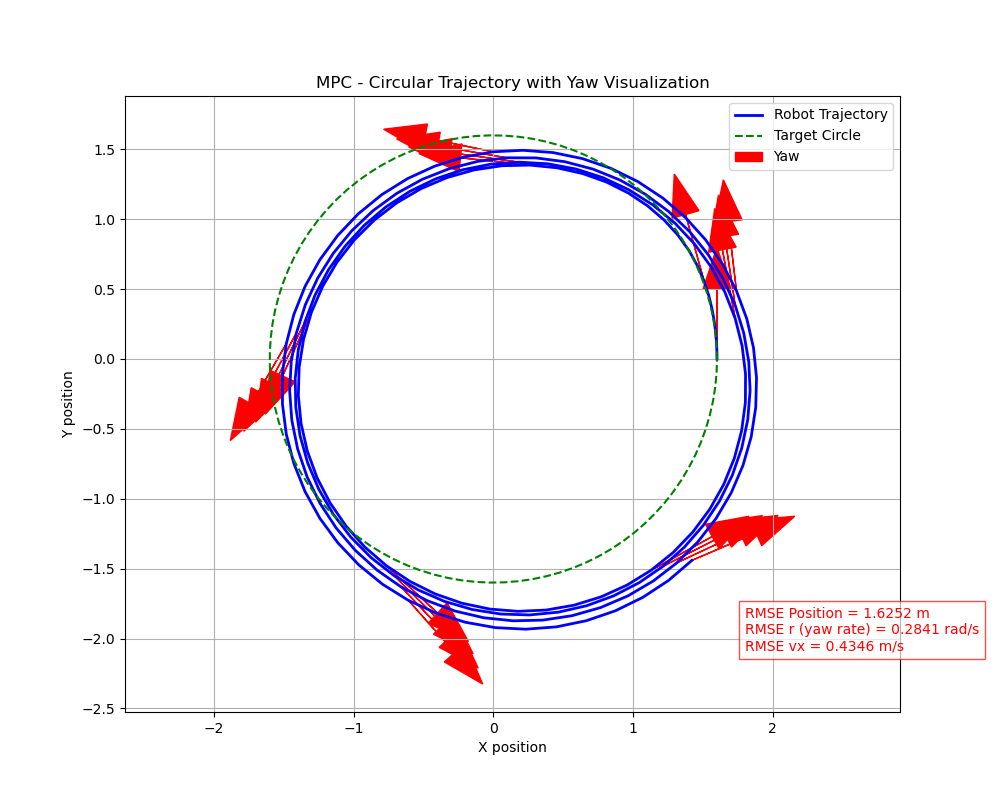 MPC - Circular Trajectory with Yaw Visualization
Robot Trajectory
Target Circle
Yaw
1.5
1.0
0.5
0.0
−0.5
−1.0
−1.5
−2.0
−2.5
Y position
RMSE Position = 1.6252 m
RMSE r (yaw rate) = 0.2841 rad/s
RMSE vx = 0.4346 m/s
−2
−1
0
1
2
X position